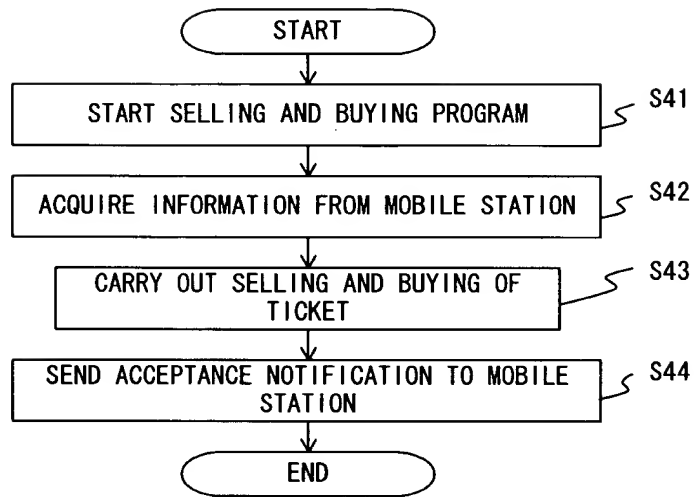 START
START SELLING AND BUYING PROGRAM
S41
ACQUIRE INFORMATION FROM MOBILE STATION
S42
CARRY OUT SELLING AND BUYING OF
TICKET
S43
SEND ACCEPTANCE NOTIFICATION TO MOBILE
STATION
S44
END